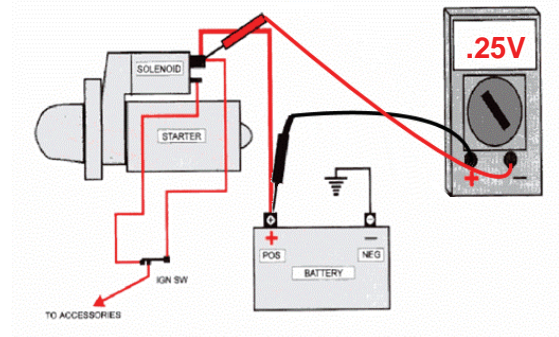 .25V
SOLENOID
STARTER
+ −
+ −
POS NEG
BATTERY
IGN SW
TO ACCESSORIES